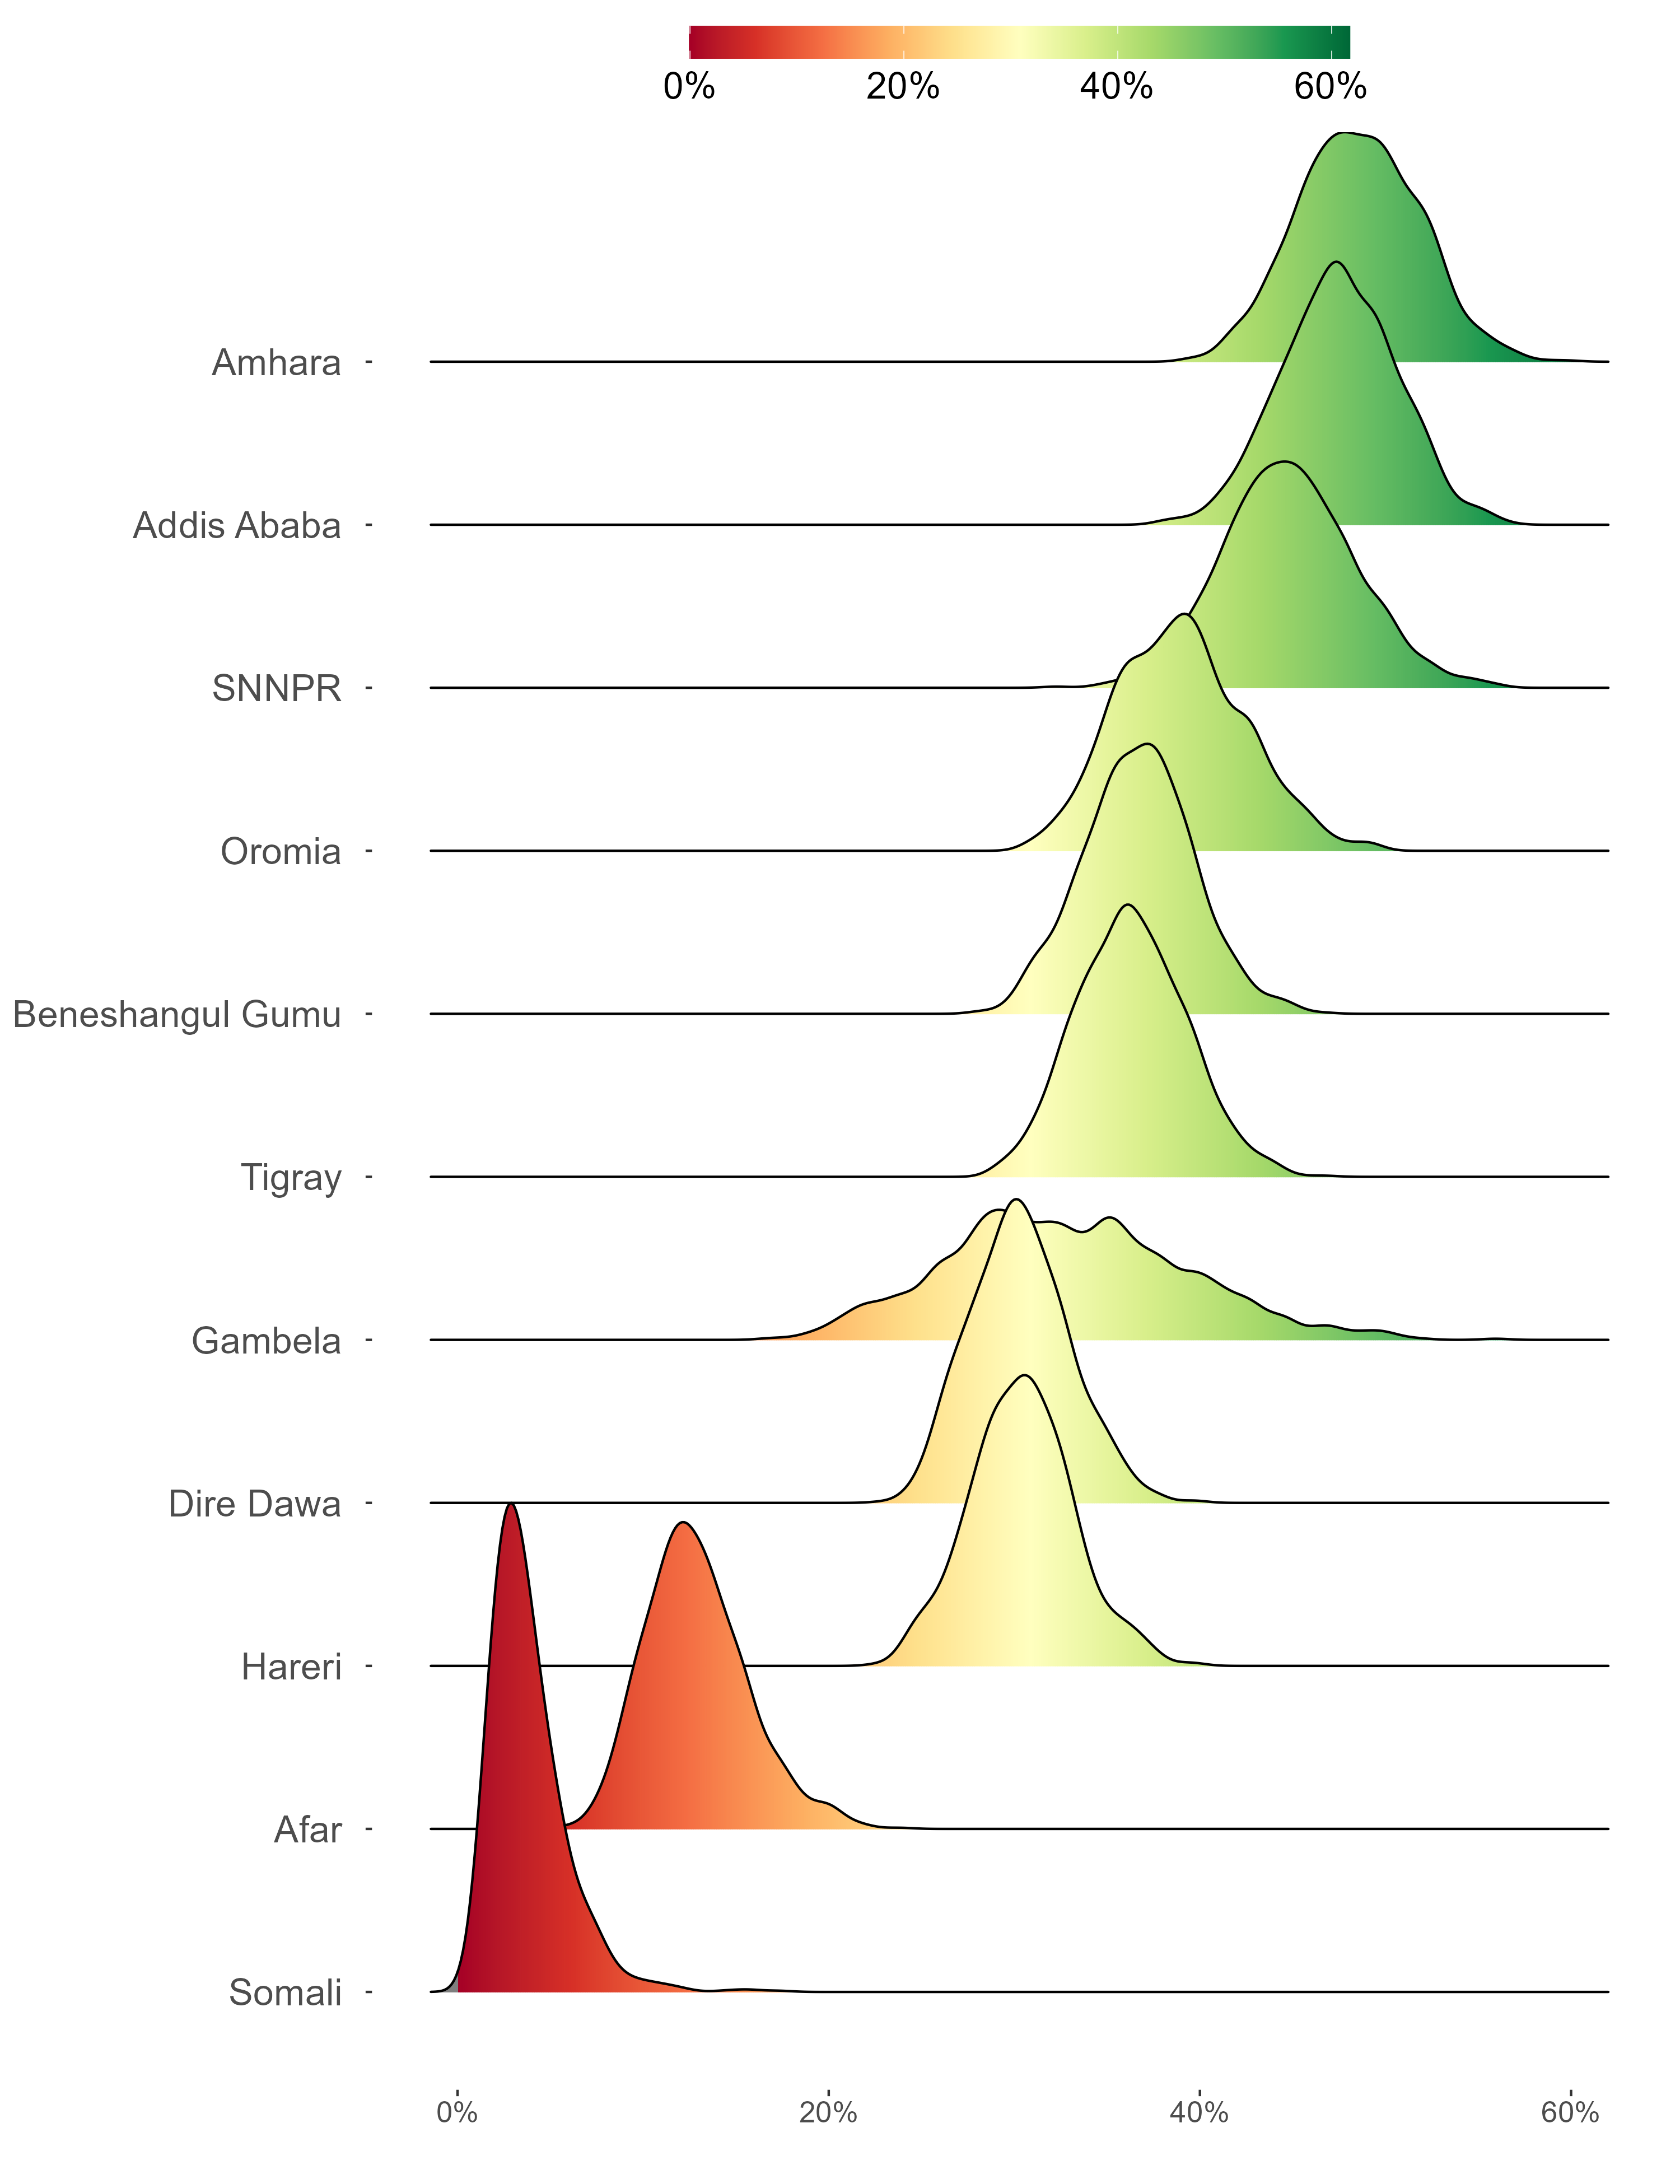 0% 20% 40% 60%
Amhara
Addis Ababa
SNNPR
Oromia
Beneshangul Gumu
Tigray
Gambela
Dire Dawa
Hareri
Afar
Somali
0% 20% 40% 60%